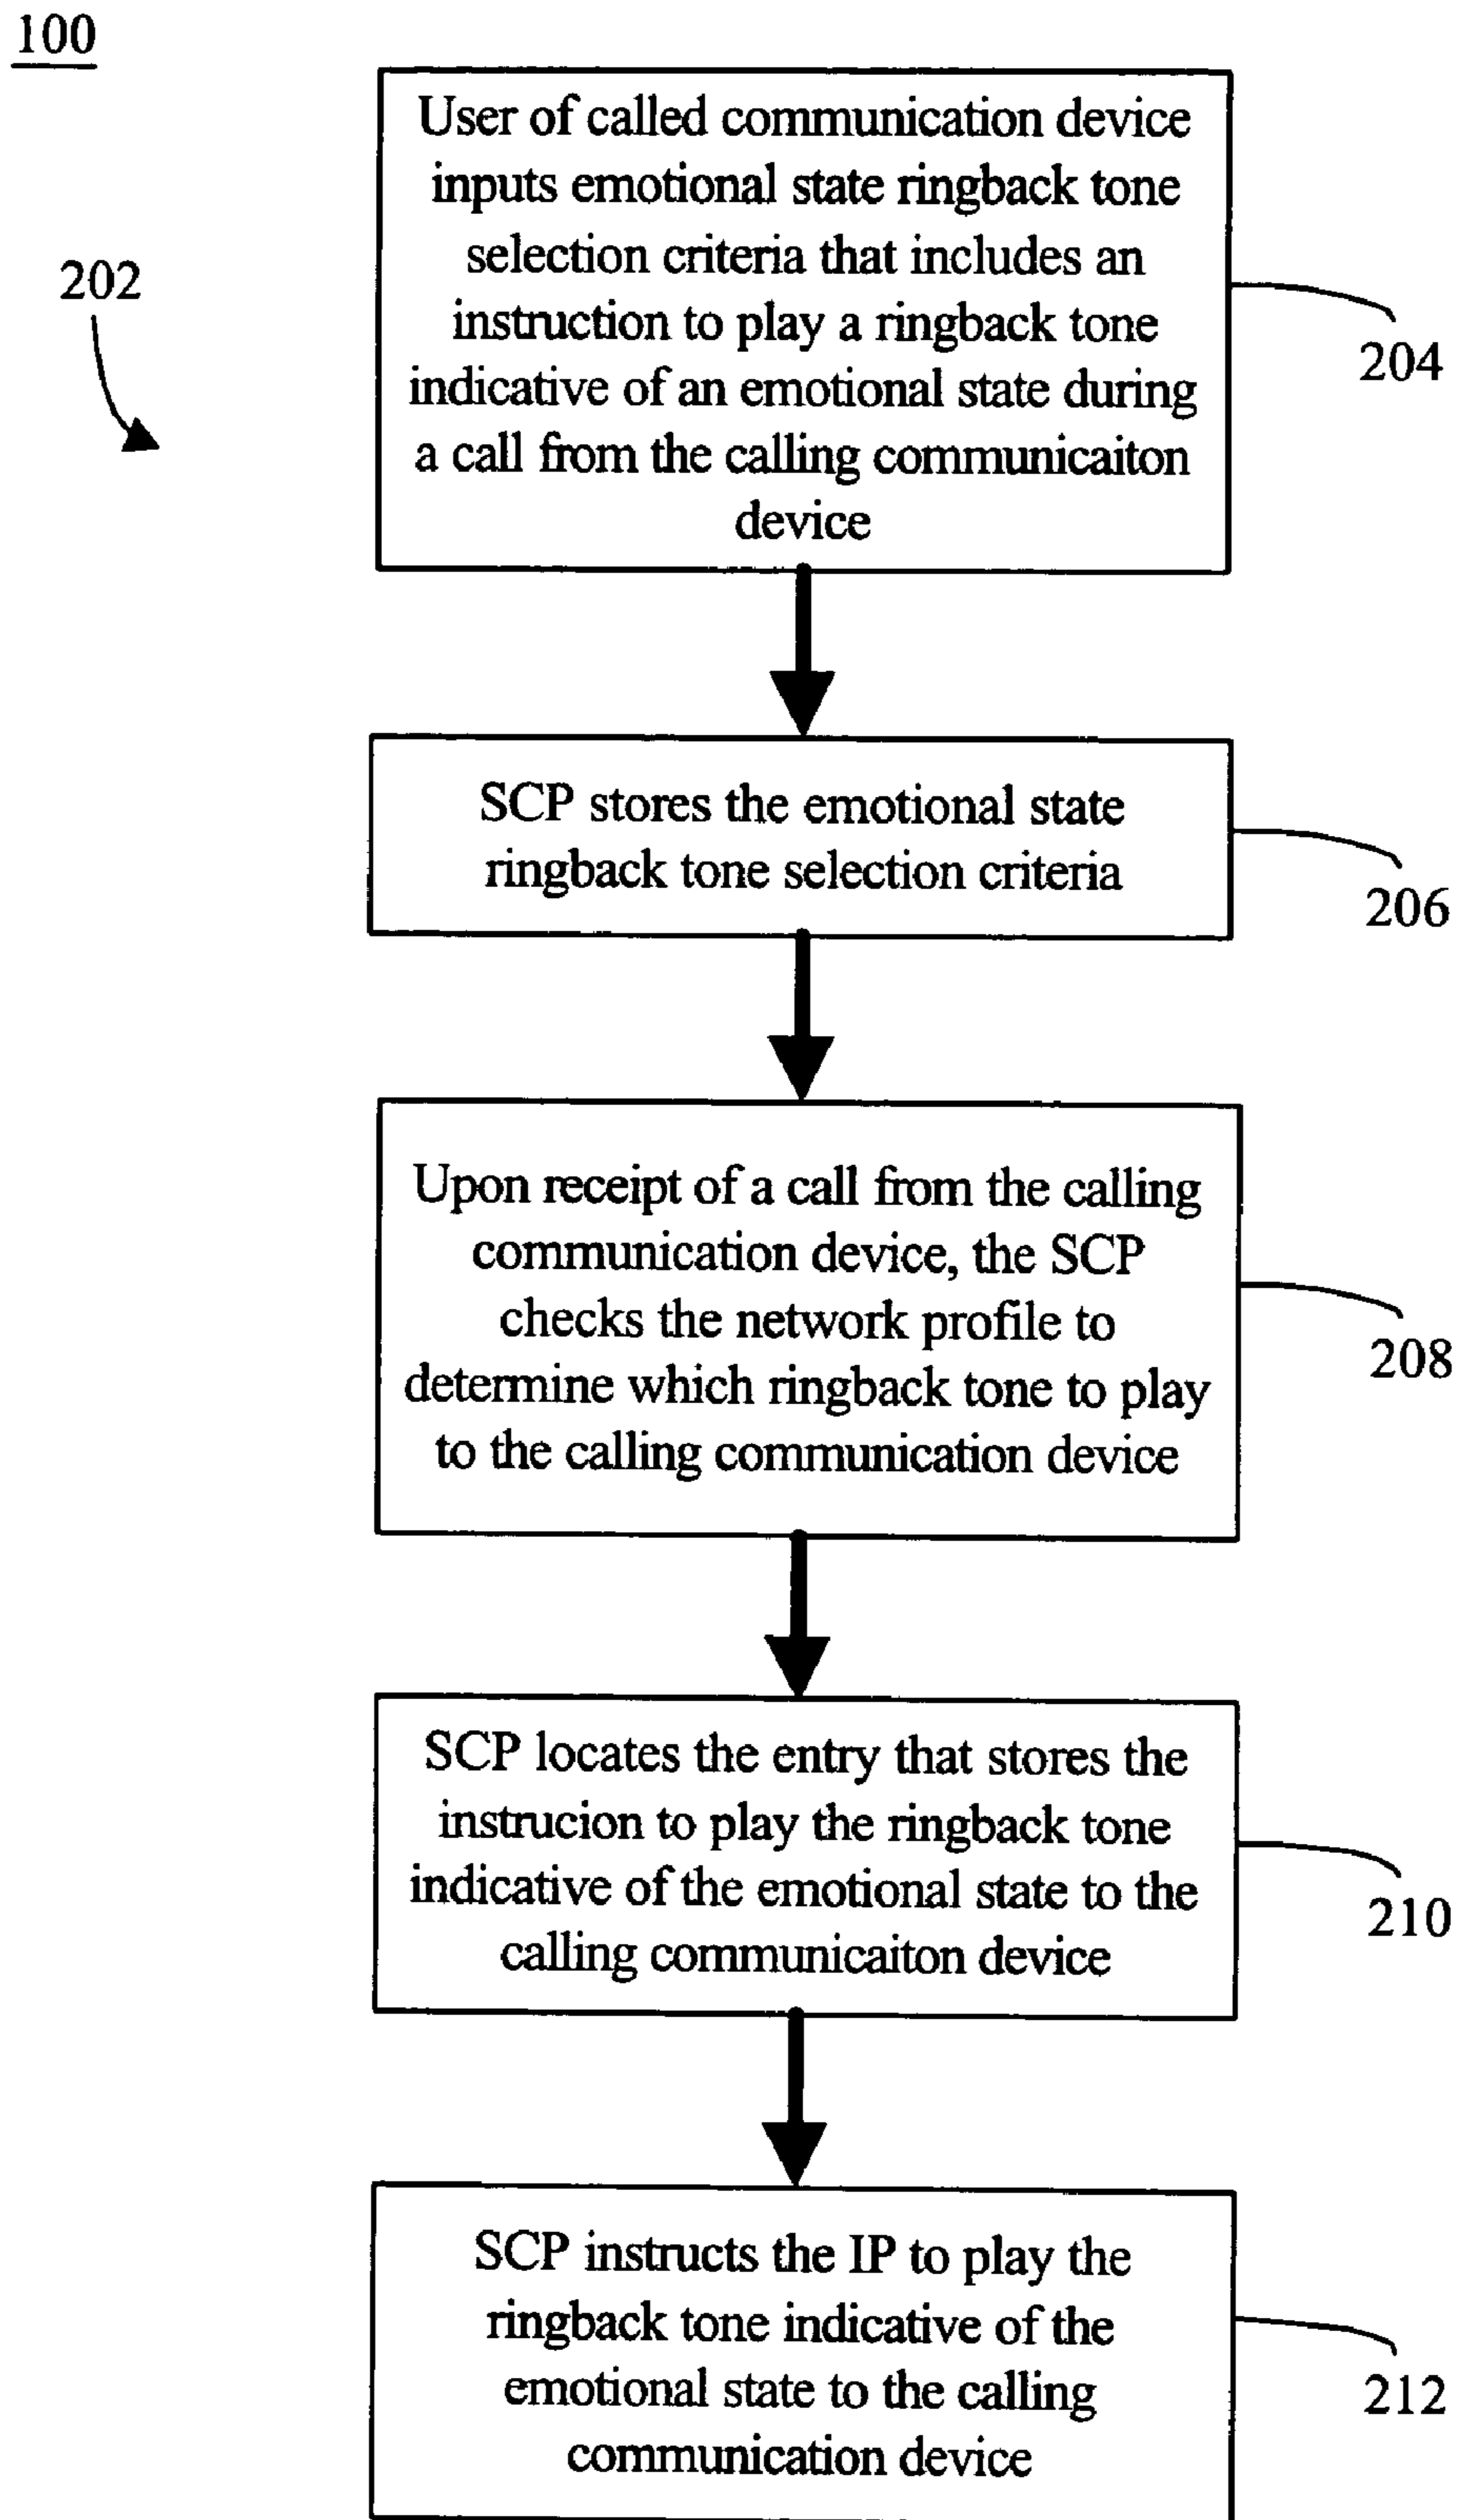 100
User of called communication device
inputs emotional state ringback tone
selection criteria that includes an
instruction to play a ringback tone
indicative of an emotional state during
a call from the calling communicaiton
device
202
204
SCP stores the emotional state
ringback tone selection criteria
206
Upon receipt of a call from the calling
communication device, the SCP
checks the network profile to
determine which ringback tone to play
to the calling communication device
208
SCP locates the entry that stores the
instrucion to play the ringback tone
indicative of the emotional state to the
calling communicaiton device
210
SCP instructs the IP to play the
ringback tone indicative of the
emotional state to the calling
communication device
212